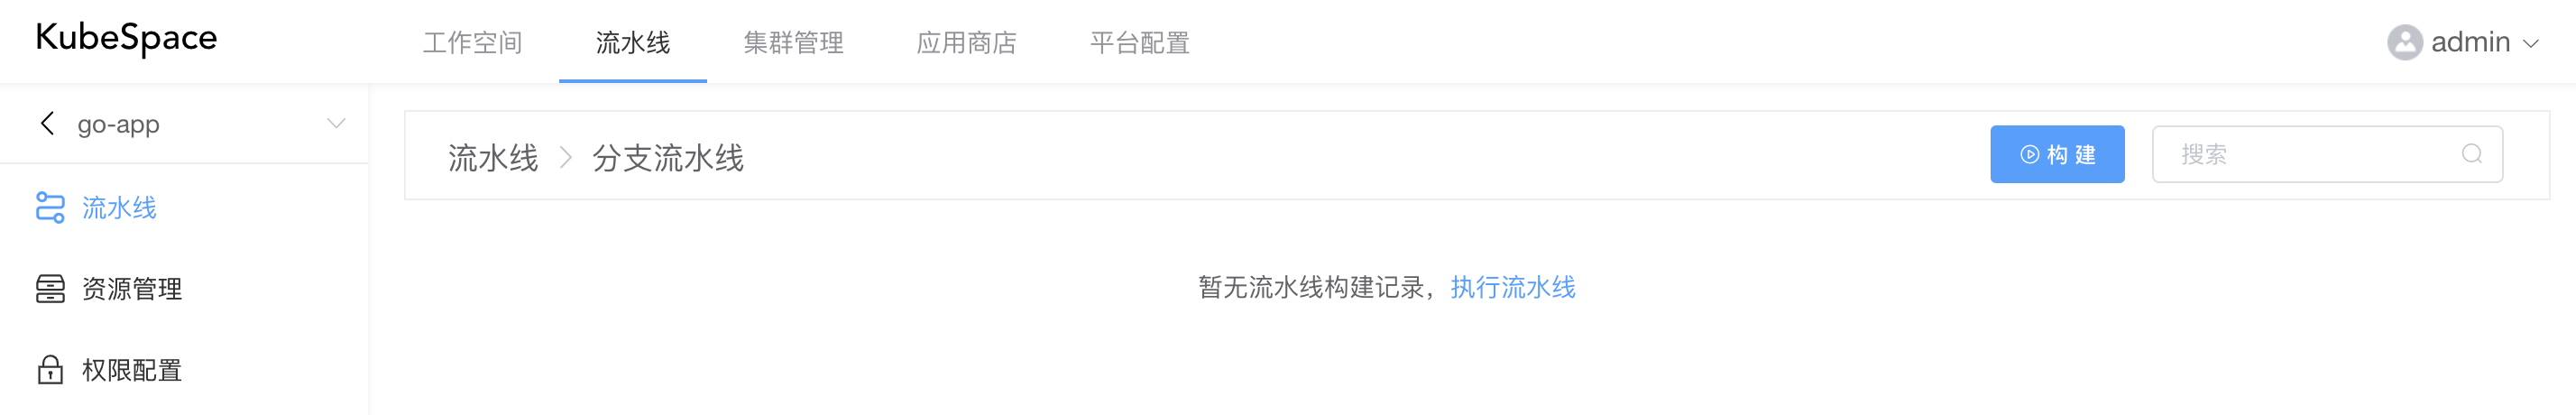 KubeSpace 工作空间 流水线 集群管理 应用商店 平台配置 admin
go-app
流水线 > 分支流水线 构 建 搜索
流水线
资源管理
权限配置
暂无流水线构建记录，执行流水线